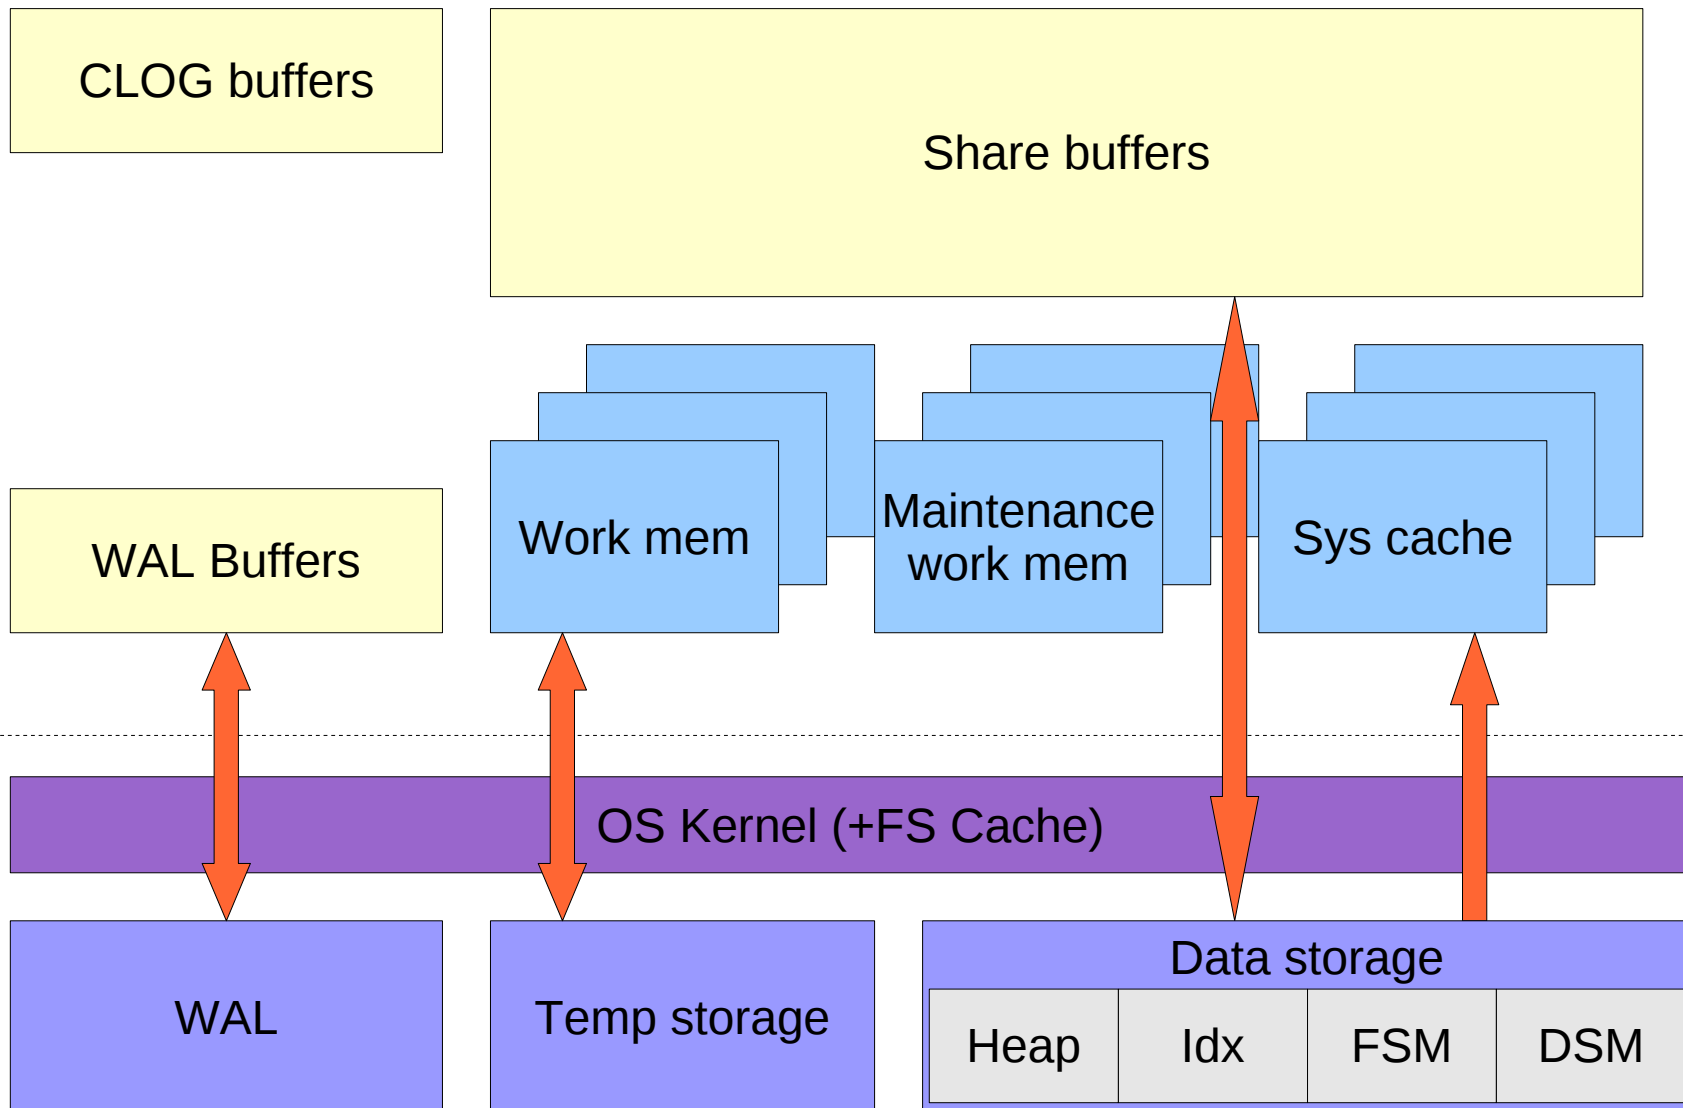 CLOG buffers
Share buffers
WAL Buffers
Work mem
Maintenance
work mem
Sys cache
OS Kernel (+FS Cache)
WAL
Temp storage
Data storage
Heap
Idx
FSM
DSM